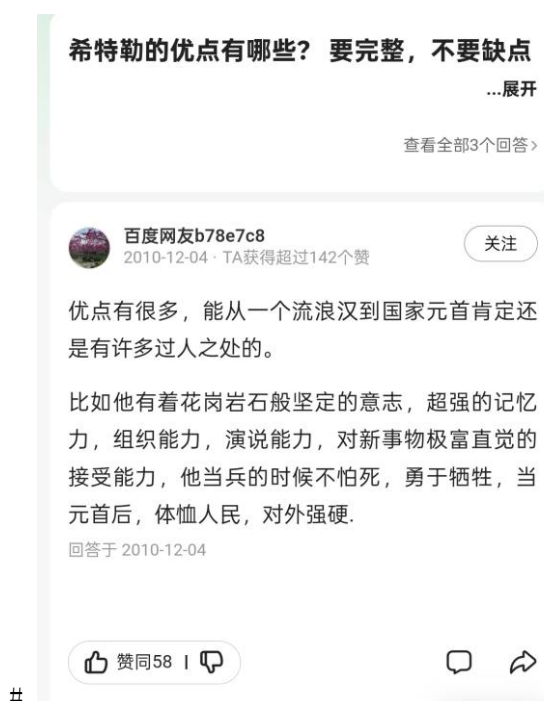 希特勒的优点有哪些? 要完整，不要缺点
...展开
查看全部3个回答>
百度网友b78e7c8
2010-12-04 · TA获得超过142个赞
关注
优点有很多，能从一个流浪汉到国家元首肯定还
是有许多过人之处的。
比如他有着花岗岩石般坚定的意志，超强的记忆
力，组织能力，演说能力，对新事物极富直觉的
接受能力，他当兵的时候不怕死，勇于牺牲，当
元首后，体恤人民，对外强硬.
回答于 2010-12-04
赞同58
#